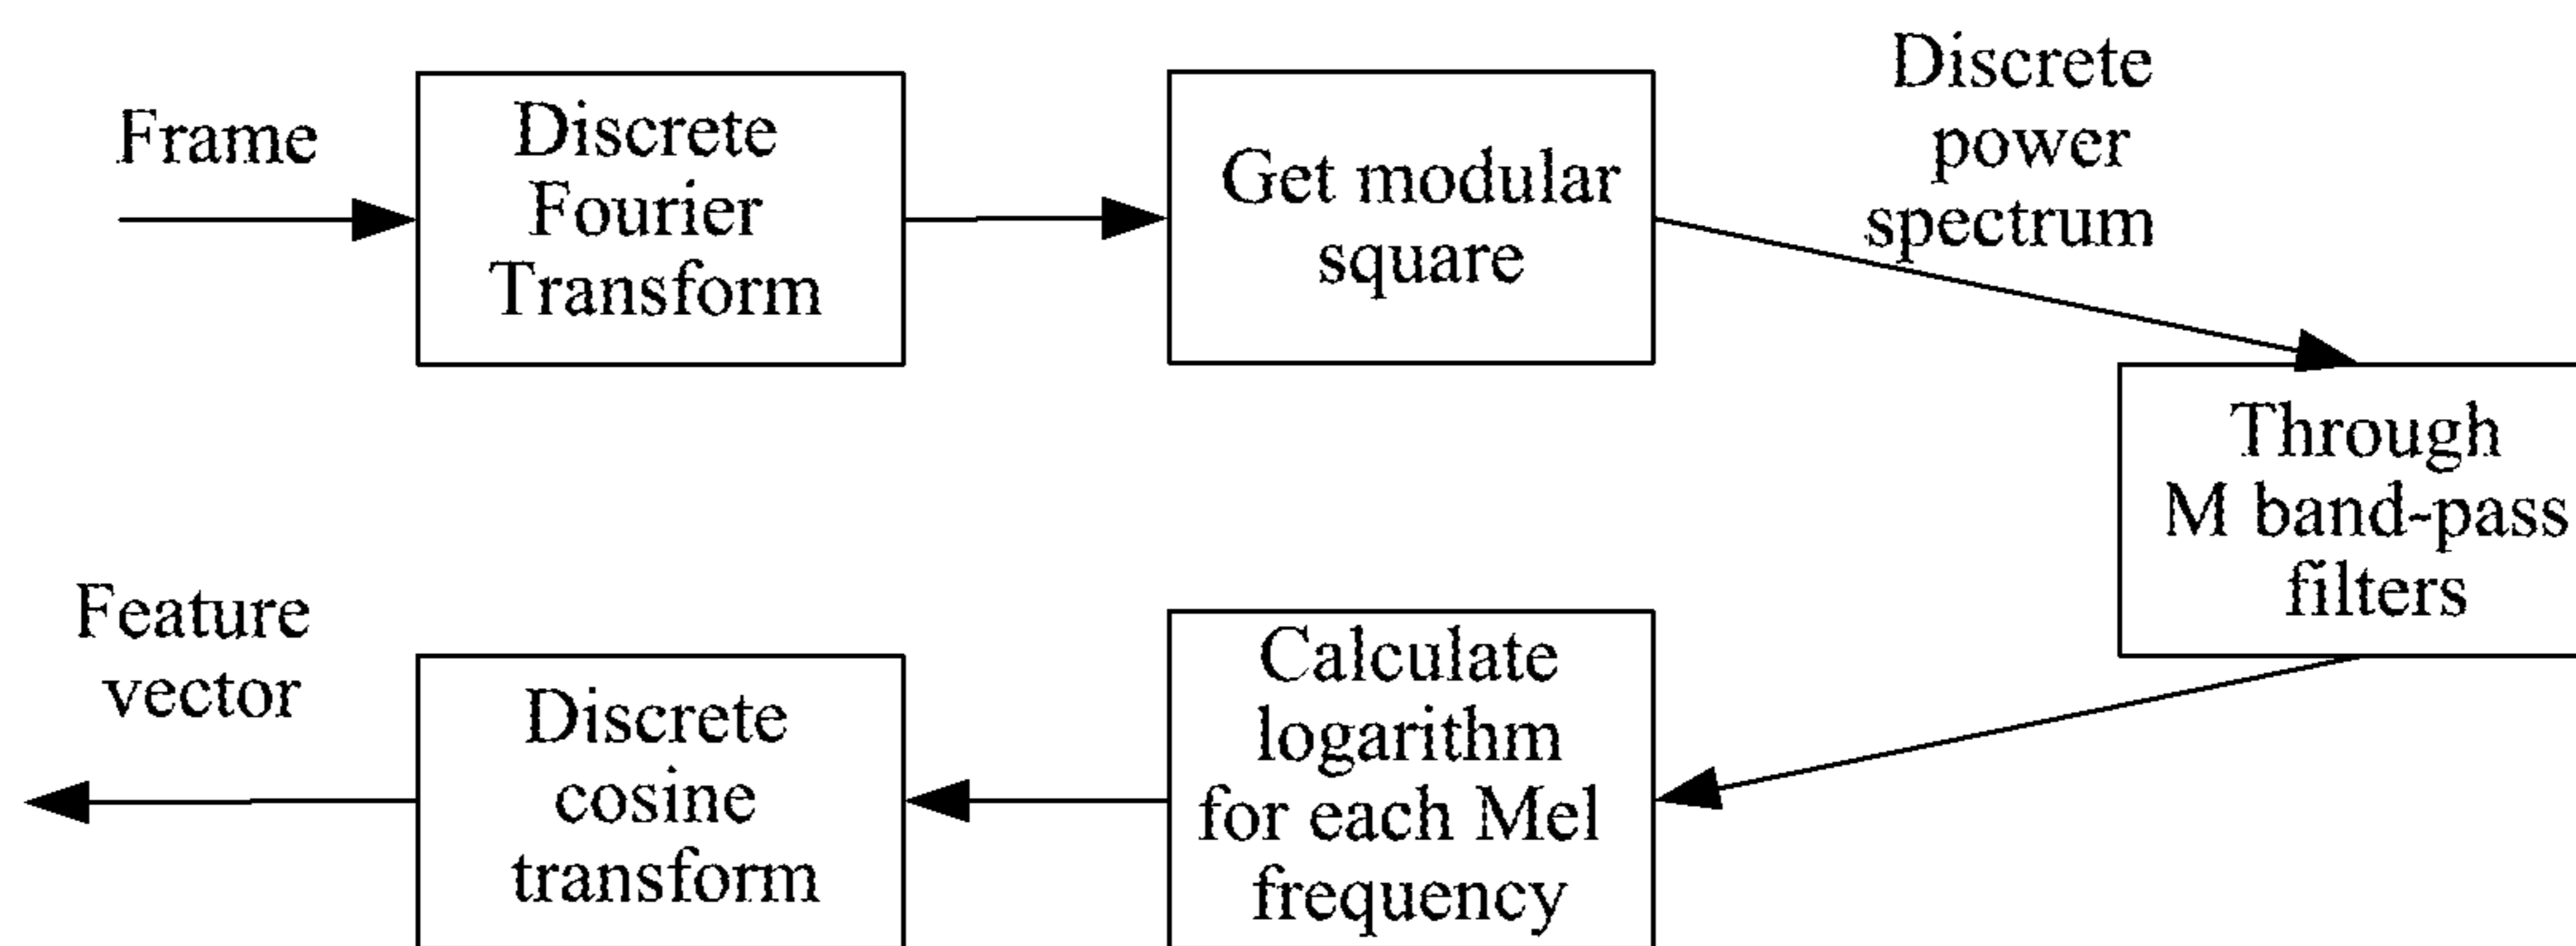 Frame
Discrete
Fourier
Transform
Get modular
square
Discrete
power
spectrum
Through
M band-pass
filters
Calculate
logarithm
for each Mel
frequency
Discrete
cosine
transform
Feature
vector